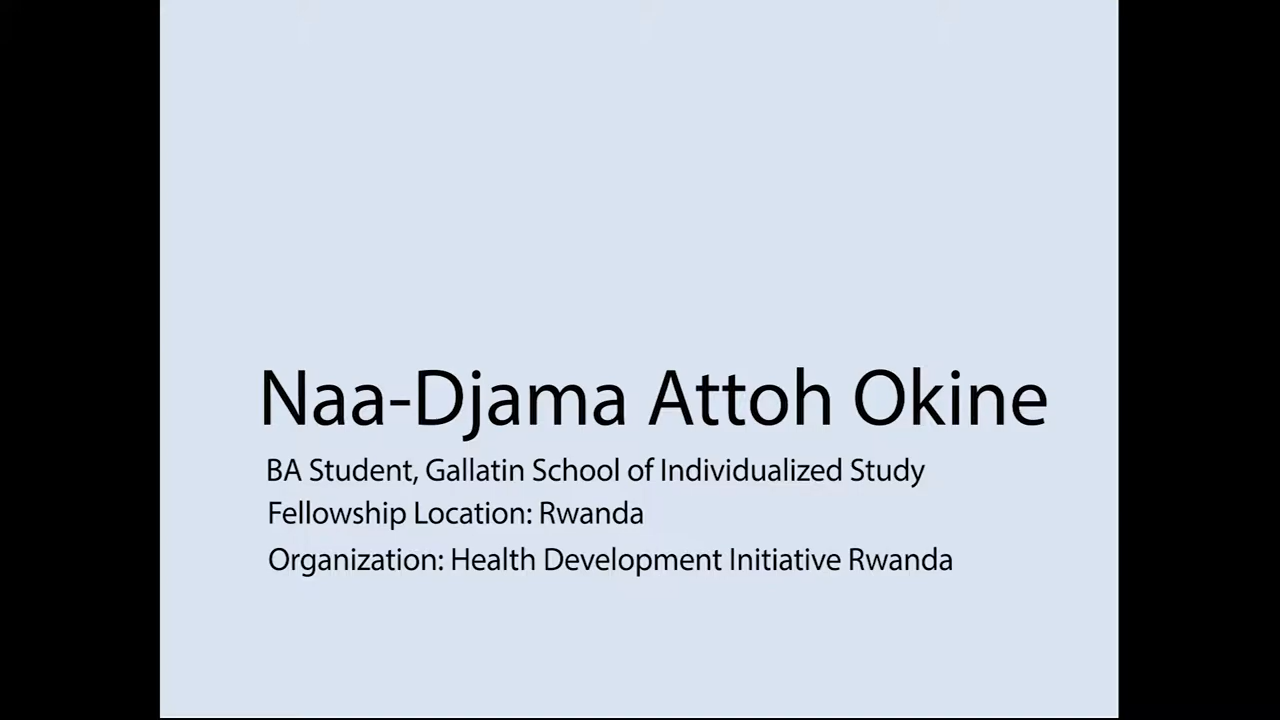 Naa-Djama Attoh Okine
BA Student, Gallatin School of Individualized Study
Fellowship Location: Rwanda
Organization: Health Development Initiative Rwanda